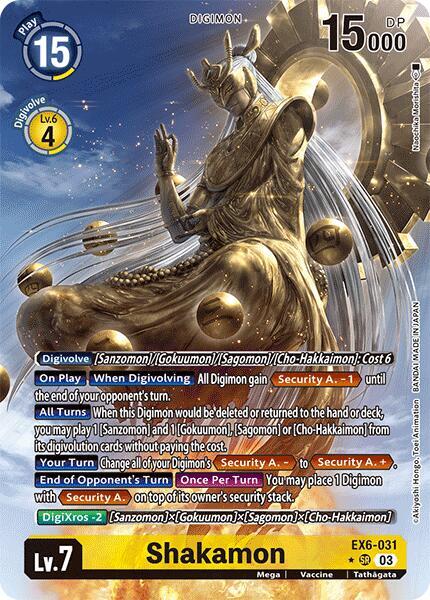 Play
15
DIGIMON
15000 DP
Digivolve
Lv.6
4
Naochika Morishita
Digivolve [Sanzomon]/[Gokuumon]/[Sagomon]/[Cho-Hakkaimon]: Cost 6
On Play When Digivolving All Digimon gain Security A. -1 until
the end of your opponent's turn.
All Turns When this Digimon would be deleted or returned to the hand or deck,
you may play 1 [Sanzomon] and 1 [Gokuumon], [Sagomon] or [Cho-Hakkaimon] from
its digivolution cards without paying the cost.
Your Turn Change all of your Digimon's Security A. - to Security A. + .
End of Opponent's Turn Once Per Turn You may place 1 Digimon
with Security A. on top of its owner's security stack.
DigiXros -2 [Sanzomon]×[Gokuumon]×[Sagomon]×[Cho-Hakkaimon]
©Akiyoshi Hongo, Toei Animation BANDAI MADE IN JAPAN
Lv.7
Shakamon
EX6-031
SR 03
Mega | Vaccine | Tathāgata